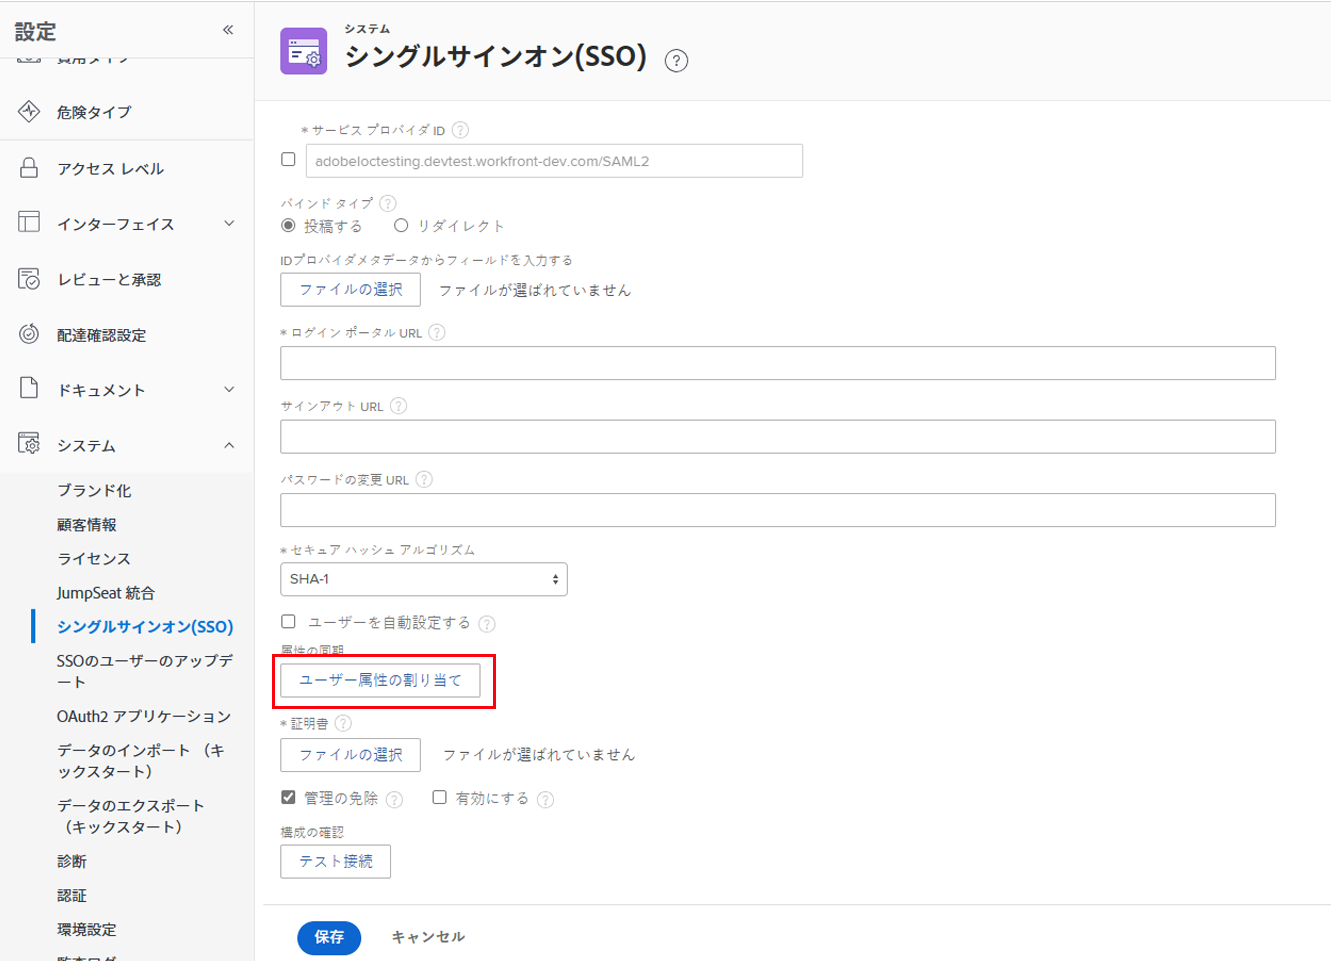 設定
«
費用タイプ
危険タイプ
アクセス レベル
インターフェイス
レビューと承認
配達確認設定
ドキュメント
システム
ブランド化
顧客情報
ライセンス
JumpSeat 統合
シングルサインオン(SSO)
SSOのユーザーのアップデ
ート
OAuth2 アプリケーション
データのインポート （キ
ックスタート）
データのエクスポート
（キックスタート）
診断
認証
環境設定
監査ログ
システム
シングルサインオン(SSO) ?
* サービス プロバイダ ID ?
adobeloctesting.devtest.workfront-dev.com/SAML2
バインド タイプ ?
投稿する リダイレクト
IDプロバイダメタデータからフィールドを入力する
ファイルの選択 ファイルが選ばれていません
* ログイン ポータル URL ?
サインアウト URL ?
パスワードの変更 URL ?
* セキュア ハッシュ アルゴリズム
SHA-1
ユーザーを自動設定する ?
属性の同期
ユーザー属性の割り当て
* 証明書 ?
ファイルの選択 ファイルが選ばれていません
管理の免除 ? 有効にする ?
構成の確認
テスト接続
保存 キャンセル